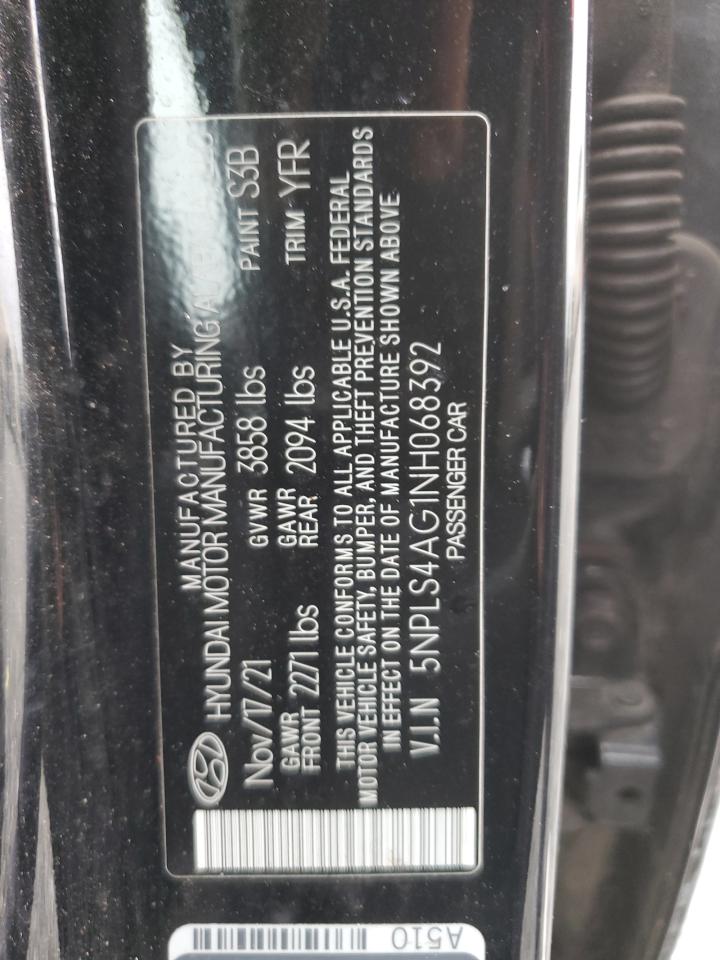 MANUFACTURED BY
HYUNDAI MOTOR MANUFACTURING
Nov/17/21 GVWR 3858 lbs PAINT S3B
GAWR FRONT 2271 lbs GAWR REAR 2094 lbs TRIM YFR
THIS VEHICLE CONFORMS TO ALL APPLICABLE U.S.A. FEDERAL
MOTOR VEHICLE SAFETY, BUMPER, AND THEFT PREVENTION STANDARDS
IN EFFECT ON THE DATE OF MANUFACTURE SHOWN ABOVE
V.I.N 5NPLS4AG1NH068392
PASSENGER CAR
A510